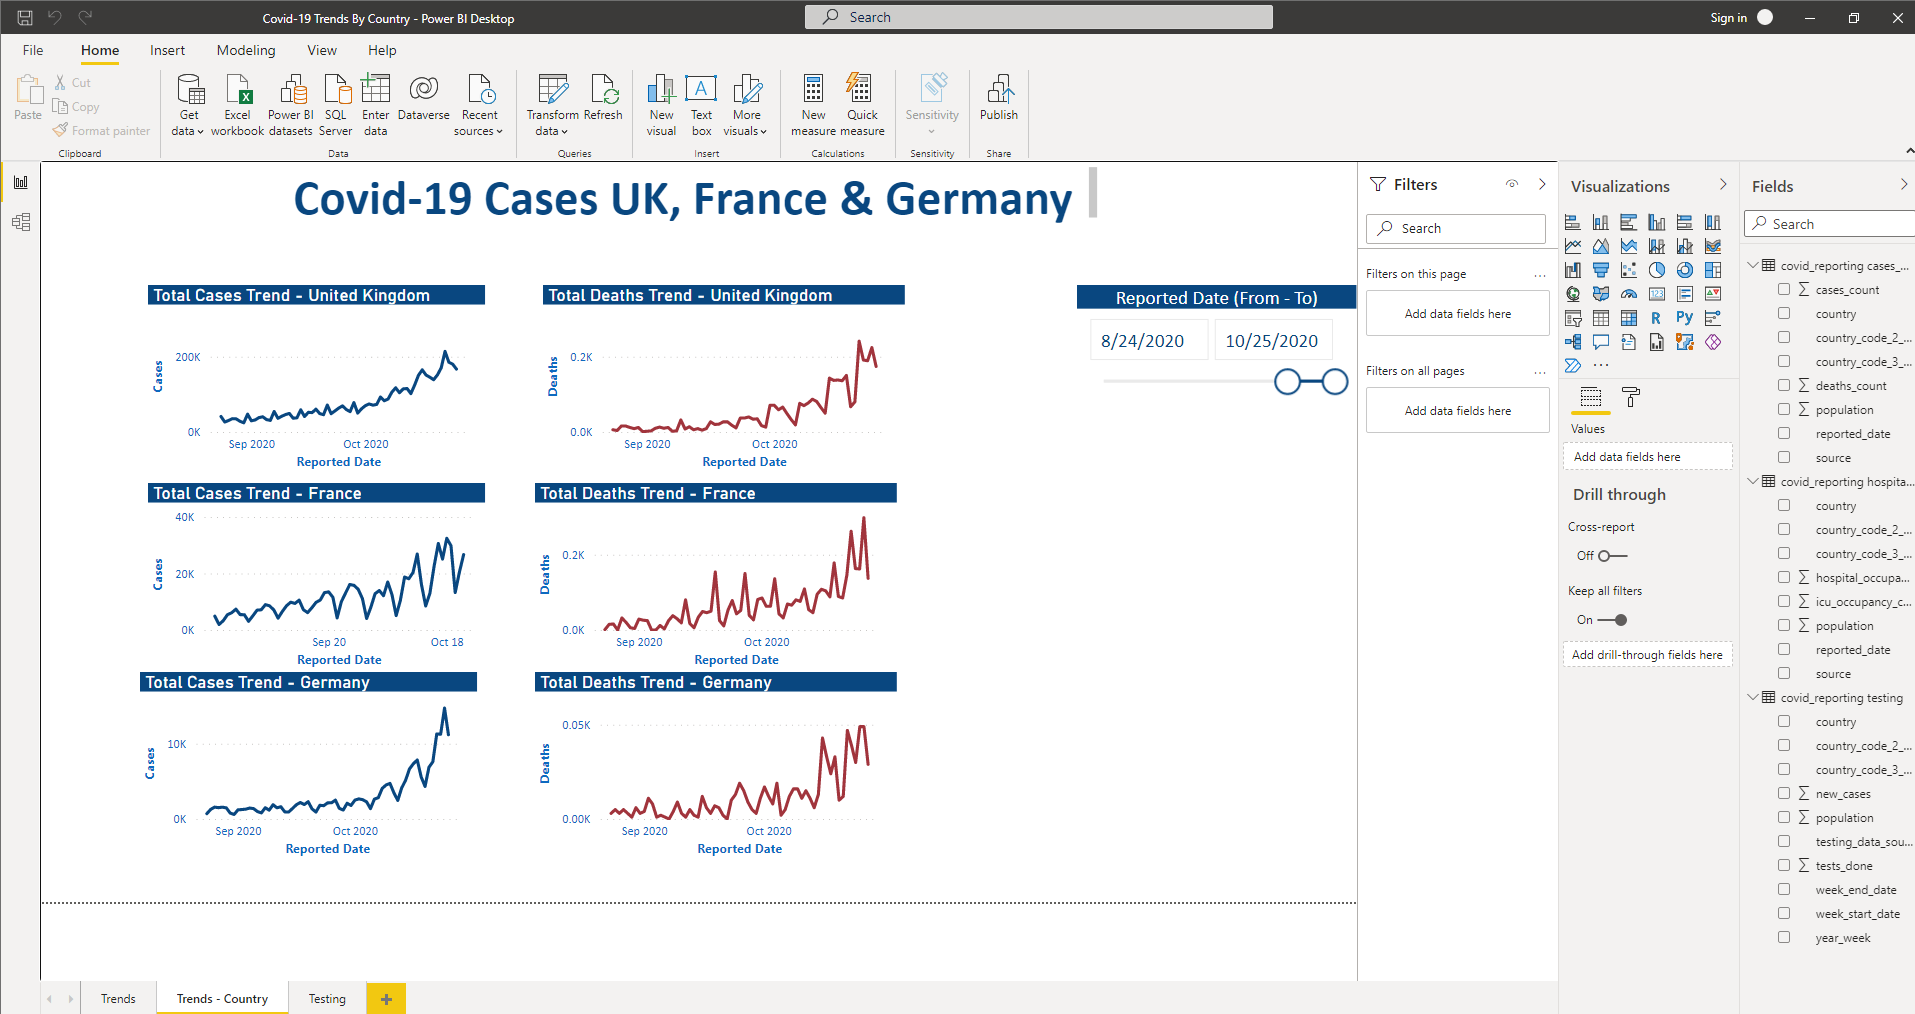 Covid-19 Trends By Country - Power BI Desktop
Search
Sign in
File Home Insert Modeling View Help
Paste
Cut
Copy
Format painter
Clipboard
Get data
Excel workbook
Power BI datasets
SQL Server
Enter data
Dataverse
Recent sources
Data
Transform data
Refresh
Queries
New visual
Text box
More visuals
Insert
New measure
Quick measure
Calculations
Sensitivity
Sensitivity
Publish
Share
Covid-19 Cases UK, France & Germany
Total Cases Trend - United Kingdom
Cases
200K
0K
Sep 2020 Oct 2020
Reported Date
Total Deaths Trend - United Kingdom
Deaths
0.2K
0.0K
Sep 2020 Oct 2020
Reported Date
Reported Date (From - To)
8/24/2020 10/25/2020
Total Cases Trend - France
Cases
40K
20K
0K
Sep 20 Oct 18
Reported Date
Total Deaths Trend - France
Deaths
0.2K
0.0K
Sep 2020 Oct 2020
Reported Date
Total Cases Trend - Germany
Cases
10K
0K
Sep 2020 Oct 2020
Reported Date
Total Deaths Trend - Germany
Deaths
0.05K
0.00K
Sep 2020 Oct 2020
Reported Date
Filters
Search
Filters on this page ...
Add data fields here
Filters on all pages ...
Add data fields here
Visualizations
123
R
Py
...
Values
Add data fields here
Drill through
Cross-report
Off
Keep all filters
On
Add drill-through fields here
Fields
Search
covid_reporting cases_...
cases_count
country
country_code_2_...
country_code_3_...
deaths_count
population
reported_date
source
covid_reporting hospita...
country
country_code_2_...
country_code_3_...
hospital_occupa...
icu_occupancy_c...
population
reported_date
source
covid_reporting testing
country
country_code_2_...
country_code_3_...
new_cases
population
testing_data_sou...
tests_done
week_end_date
week_start_date
year_week
Trends Trends - Country Testing +